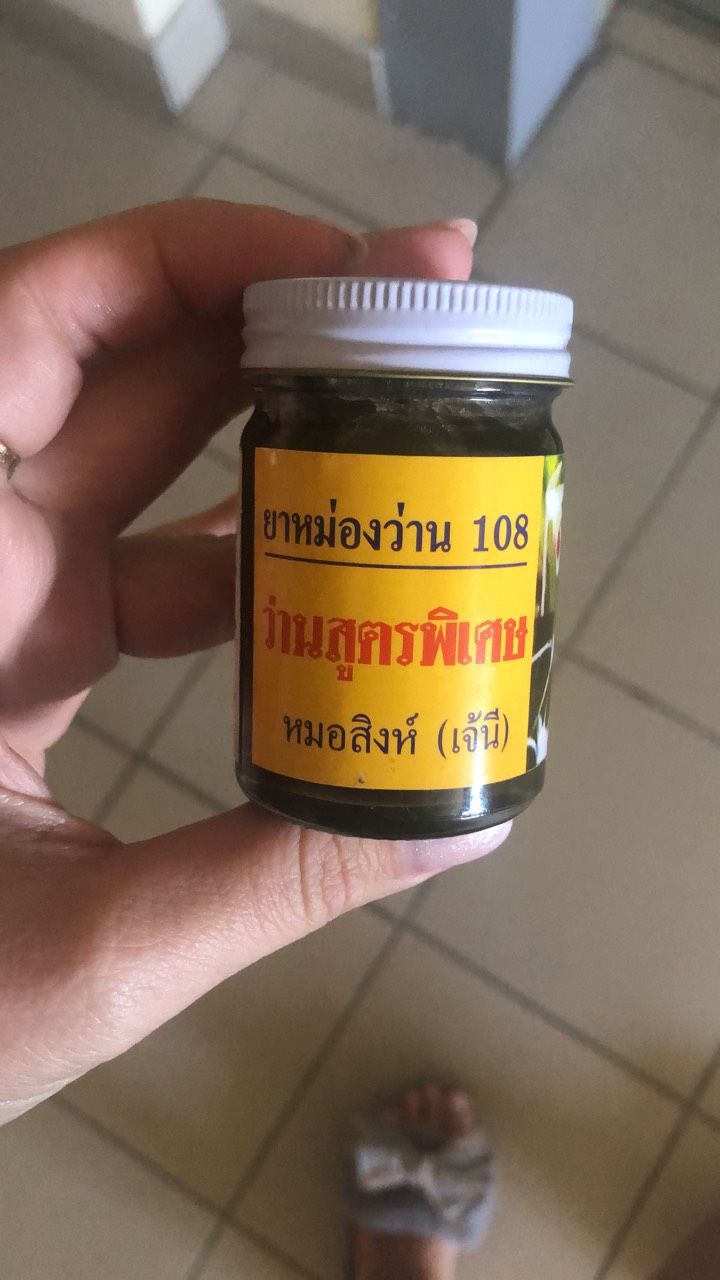 ยาหม่องว่าน 108
ว่านสูตรพิเศษ
หมอสิงห์ (เจ้นี)